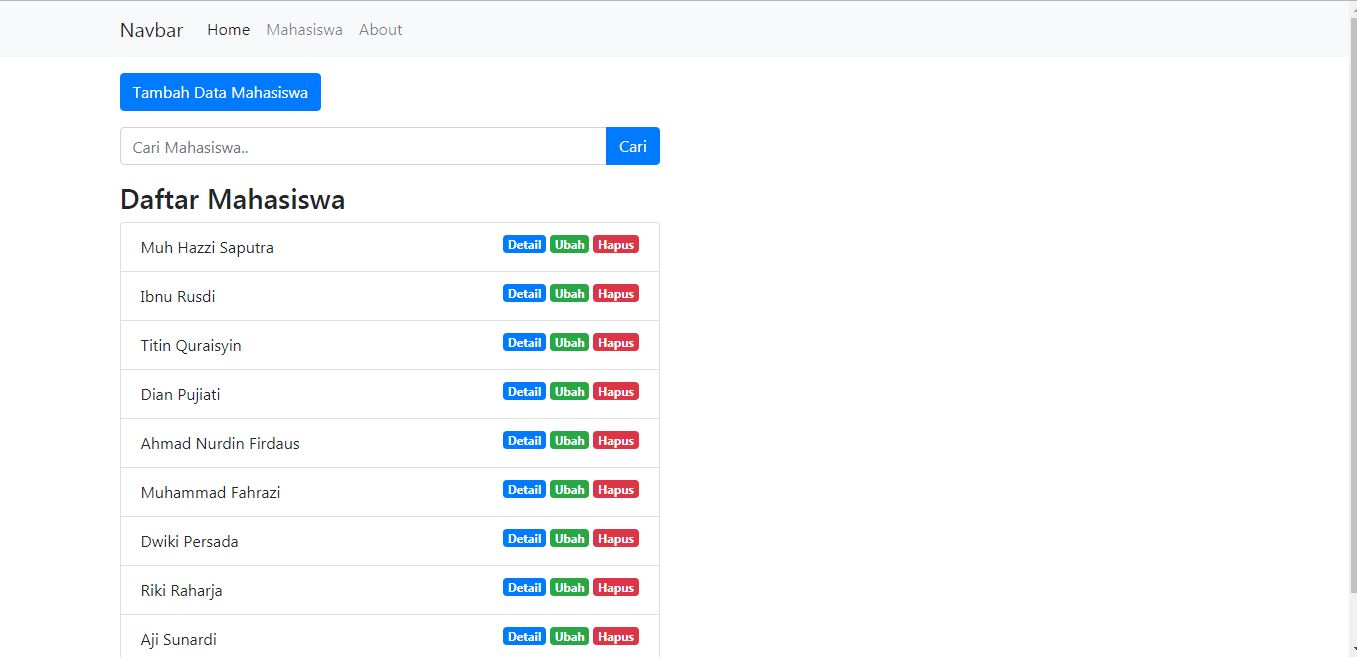 Navbar Home Mahasiswa About
Tambah Data Mahasiswa
Cari Mahasiswa.. Cari
Daftar Mahasiswa
Muh Hazzi Saputra Detail Ubah Hapus
Ibnu Rusdi Detail Ubah Hapus
Titin Quraisyin Detail Ubah Hapus
Dian Pujiati Detail Ubah Hapus
Ahmad Nurdin Firdaus Detail Ubah Hapus
Muhammad Fahrazi Detail Ubah Hapus
Dwiki Persada Detail Ubah Hapus
Riki Raharja Detail Ubah Hapus
Aji Sunardi Detail Ubah Hapus